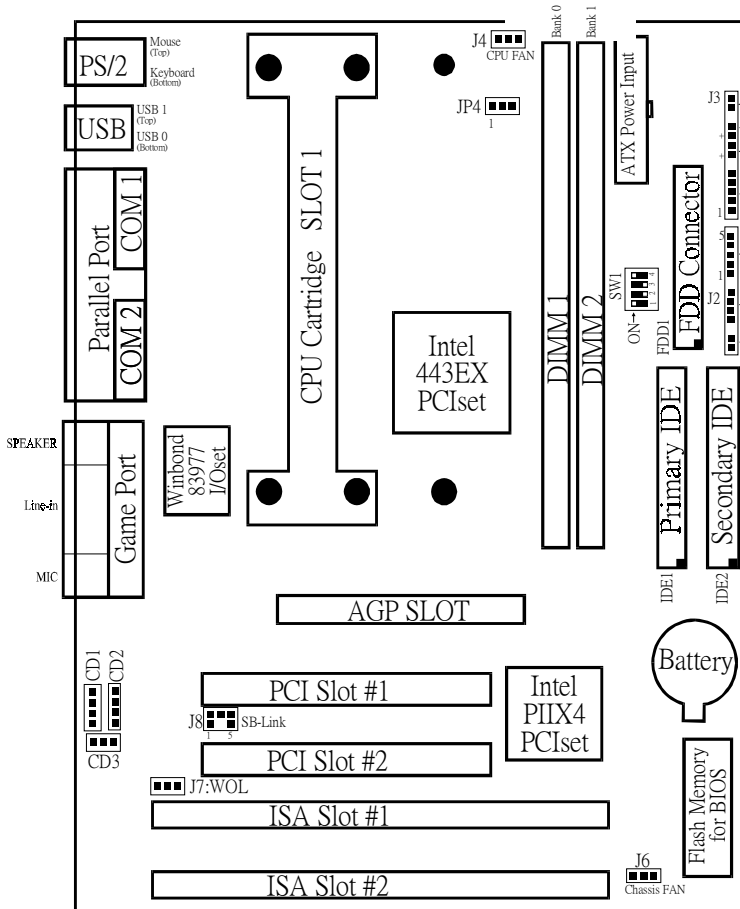 PS/2
Mouse
(Top)
Keyboard
(Bottom)
USB
USB 1
(Top)
USB 0
(Bottom)
Parallel Port
COM 1
COM 2
SPEAKER
Line-in
MIC
Game Port
Winbond
83977
I/Oset
CPU Cartridge SLOT 1
J4
CPU FAN
JP4
1
Intel
443EX
PCIset
Bank 0
Bank 1
DIMM 1
DIMM 2
ATX Power Input
J3
+
+
1
5
1
J2
SW1
ON→
1 2 3 4
FDD1
FDD Connector
Primary IDE
Secondary IDE
IDE1
IDE2
AGP SLOT
Battery
CD1
CD2
CD3
PCI Slot #1
J8
SB-Link
1 5
PCI Slot #2
Intel
PIIX4
PCIset
J7:WOL
ISA Slot #1
ISA Slot #2
Flash Memory
for BIOS
J6
Chassis FAN